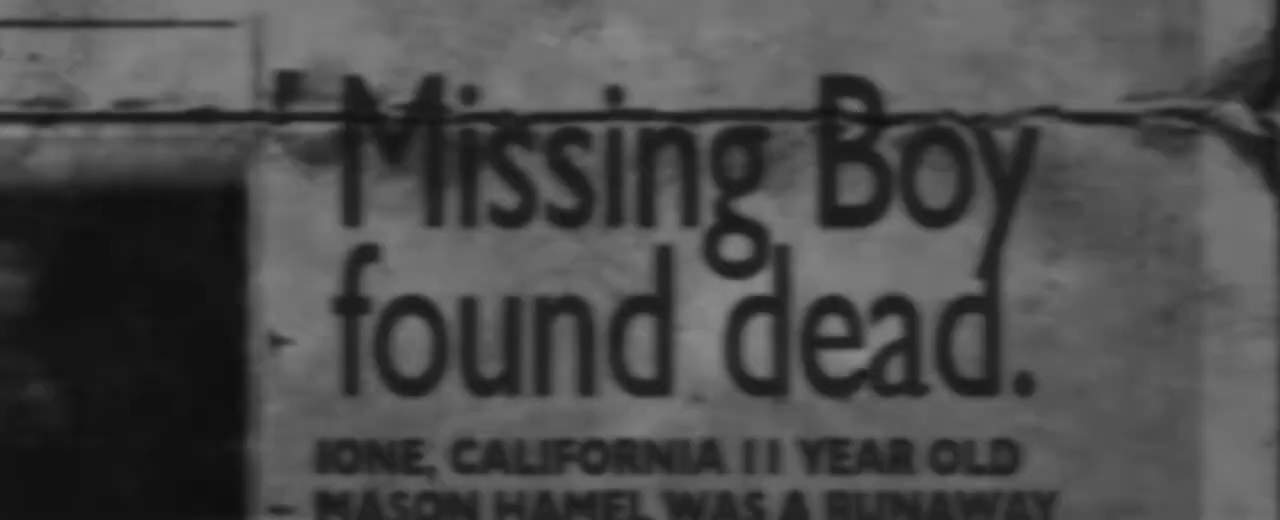 Missing Boy
found dead.
IONE, CALIFORNIA 11 YEAR OLD
MASON HAMEL WAS A RUNAWAY